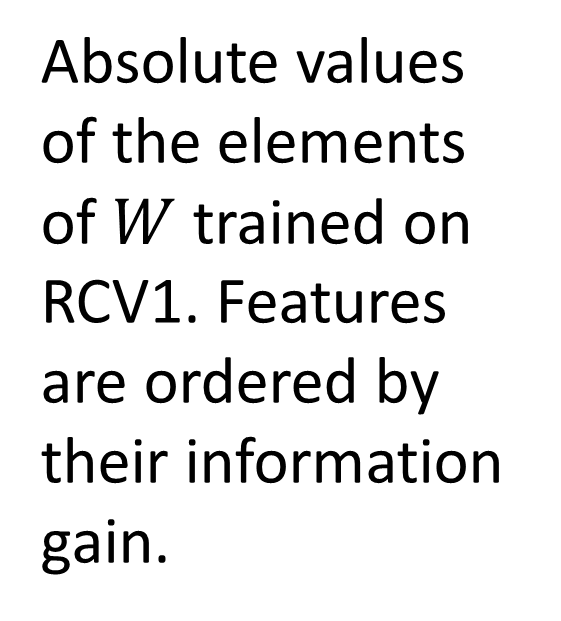 Absolute values
of the elements
of W trained on
RCV1. Features
are ordered by
their information
gain.